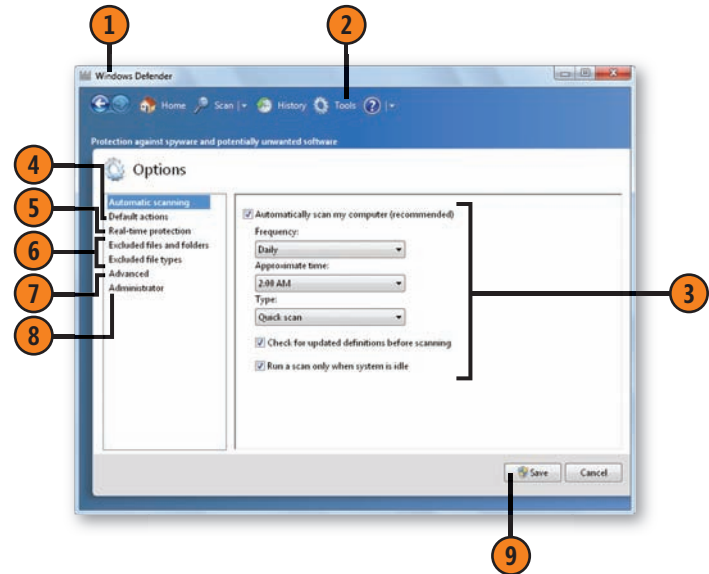 1
2
Windows Defender
Home Scan History Tools ?
Protection against spyware and potentially unwanted software
Options
4
5
6
7
8
Automatic scanning
Default actions
Real-time protection
Excluded files and folders
Excluded file types
Advanced
Administrator
Automatically scan my computer (recommended)
Frequency:
Daily
Approximate time:
2:00 AM
Type:
Quick scan
Check for updated definitions before scanning
Run a scan only when system is idle
3
Save Cancel
9